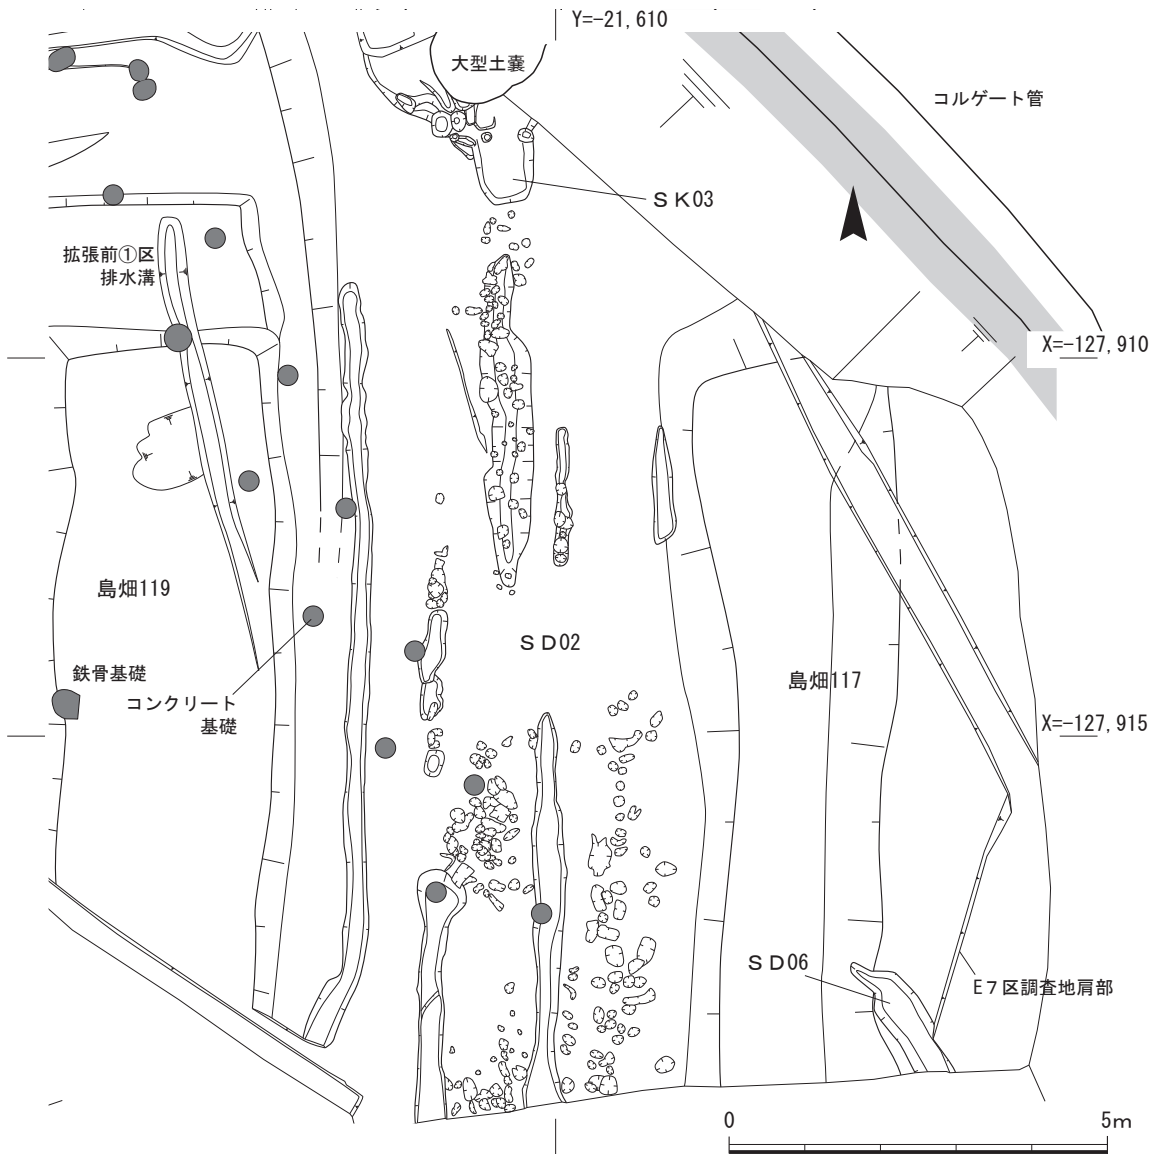 Y=-21,610
大型土嚢
コルゲート管
ＳＫ03
拡張前①区
排水溝
X=-127,910
島畑119
ＳＤ02
鉄骨基礎
コンクリート
基礎
島畑117
X=-127,915
ＳＤ06
E７区調査地肩部
0
5m